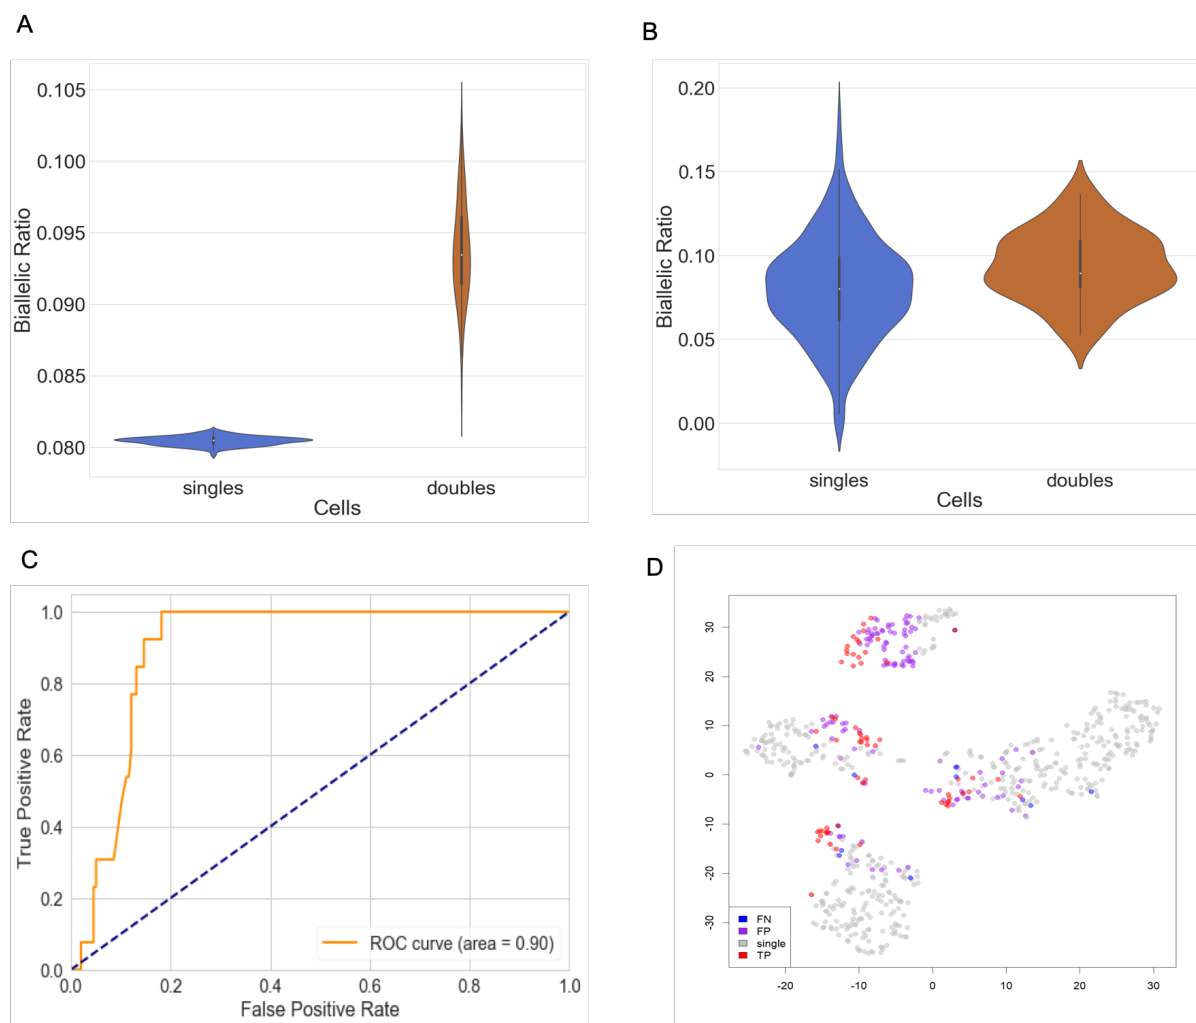 A
Biallelic Ratio
0.105
0.100
0.095
0.090
0.085
0.080
singles
doubles
Cells
B
Biallelic Ratio
0.20
0.15
0.10
0.05
0.00
singles
doubles
Cells
C
True Positive Rate
1.0
0.8
0.6
0.4
0.2
0.0
0.0
0.2
0.4
0.6
0.8
1.0
False Positive Rate
ROC curve (area = 0.90)
D
30
20
10
0
-10
-20
-30
FN
FP
single
TP
-20
-10
0
10
20
30